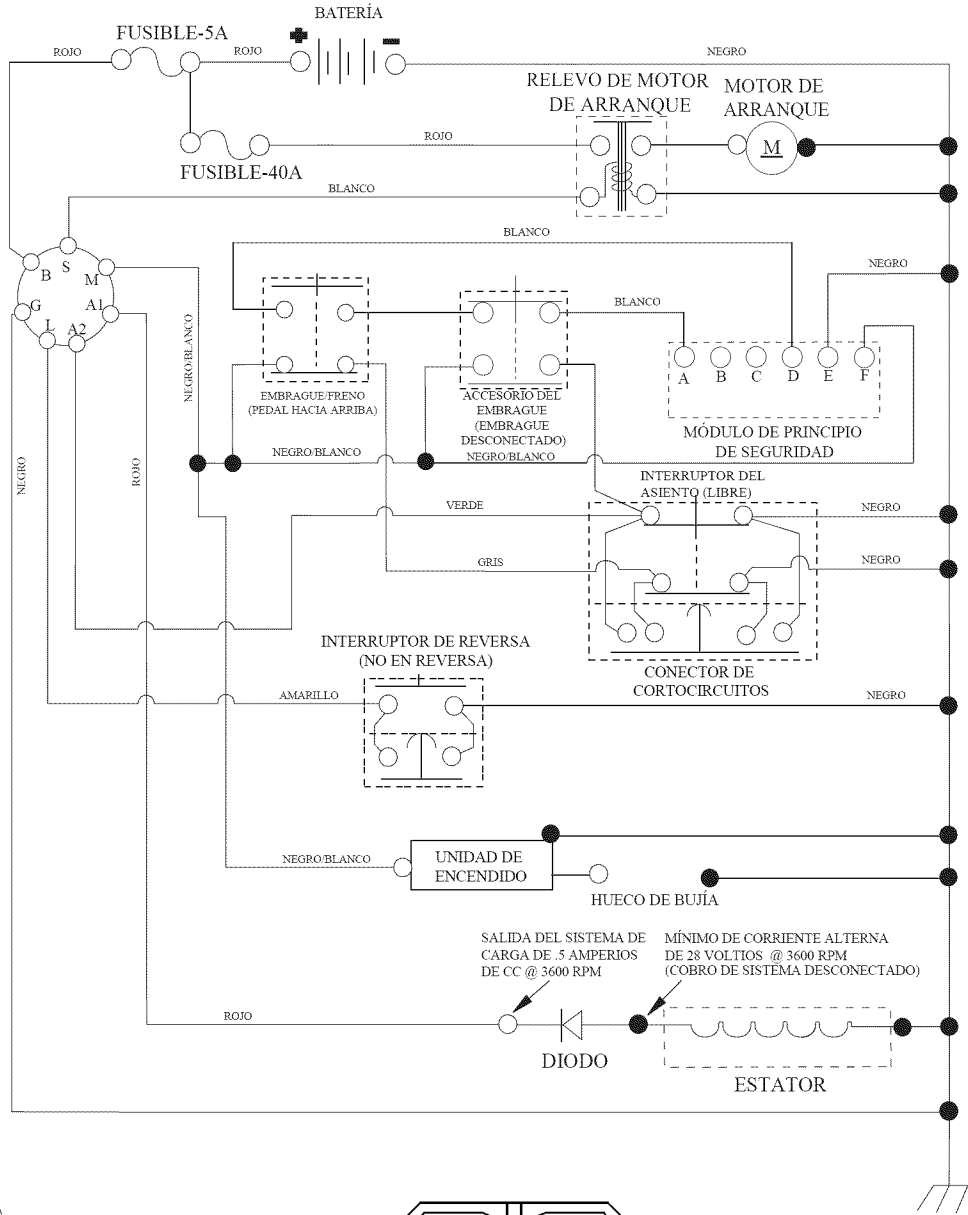 BATERÍA
FUSIBLE-5A
ROJO
ROJO
NEGRO
RELEVO DE MOTOR
DE ARRANQUE
MOTOR DE
ARRANQUE
ROJO
M
FUSIBLE-40A
BLANCO
BLANCO
B
S
M
G
A1
L
A2
NEGRO
BLANCO
A
B
C
D
E
F
NEGRO/BLANCO
EMBRAGUE/FRENO
(PEDAL HACIA ARRIBA)
ACCESORIO DEL
EMBRAGUE
(EMBRAGUE
DESCONECTADO)
MÓDULO DE PRINCIPIO
DE SEGURIDAD
NEGRO/BLANCO
NEGRO/BLANCO
NEGRO
ROJO
INTERRUPTOR DEL
ASIENTO (LIBRE)
VERDE
NEGRO
GRIS
NEGRO
INTERRUPTOR DE REVERSA
(NO EN REVERSA)
CONECTOR DE
CORTOCIRCUITOS
AMARILLO
NEGRO
NEGRO/BLANCO
UNIDAD DE
ENCENDIDO
HUECO DE BUJÍA
SALIDA DEL SISTEMA DE
CARGA DE .5 AMPERIOS
DE CC @ 3600 RPM
MÍNIMO DE CORRIENTE ALTERNA
DE 28 VOLTIOS @ 3600 RPM
(COBRO DE SISTEMA DESCONECTADO)
ROJO
DIODO
ESTATOR